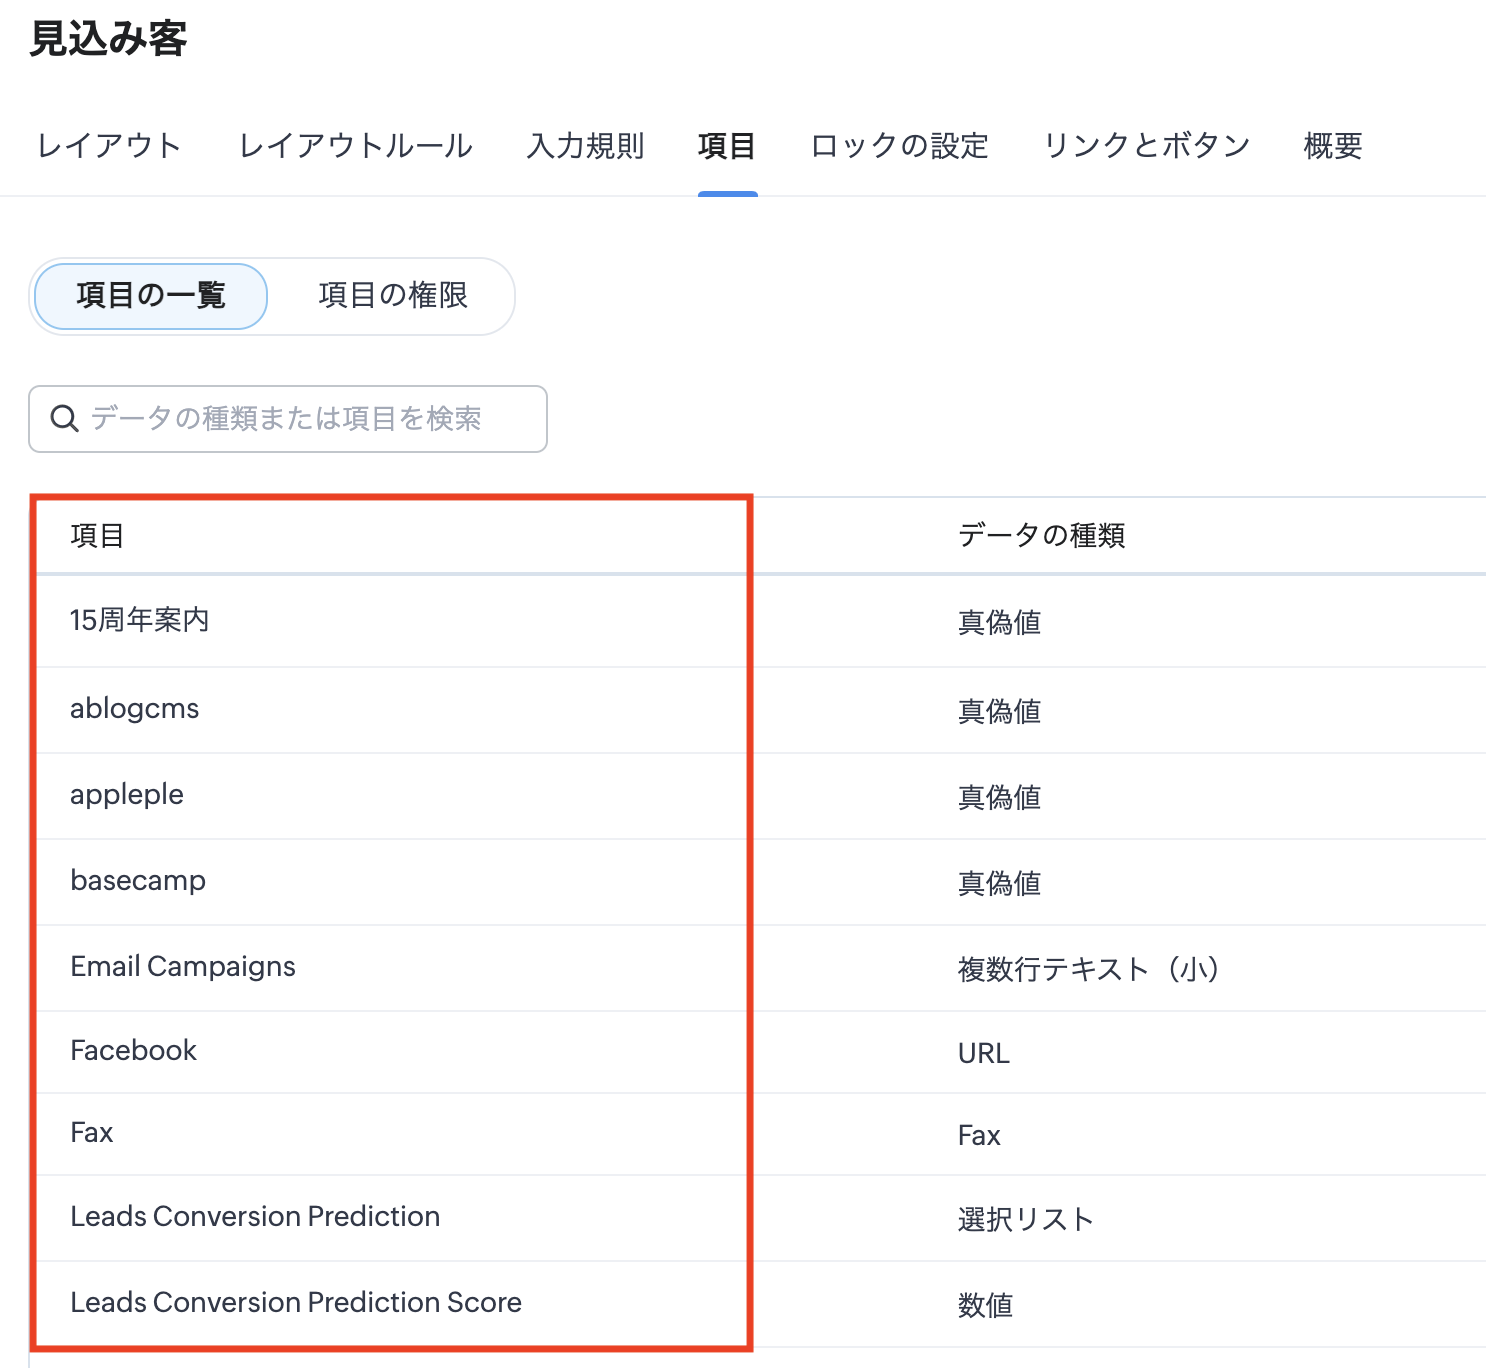 見込み客
レイアウト レイアウトルール 入力規則 項目 ロックの設定 リンクとボタン 概要
項目の一覧 項目の権限
データの種類または項目を検索
項目 データの種類
15周年案内 真偽値
ablogcms 真偽値
appleple 真偽値
basecamp 真偽値
Email Campaigns 複数行テキスト（小）
Facebook URL
Fax Fax
Leads Conversion Prediction 選択リスト
Leads Conversion Prediction Score 数値